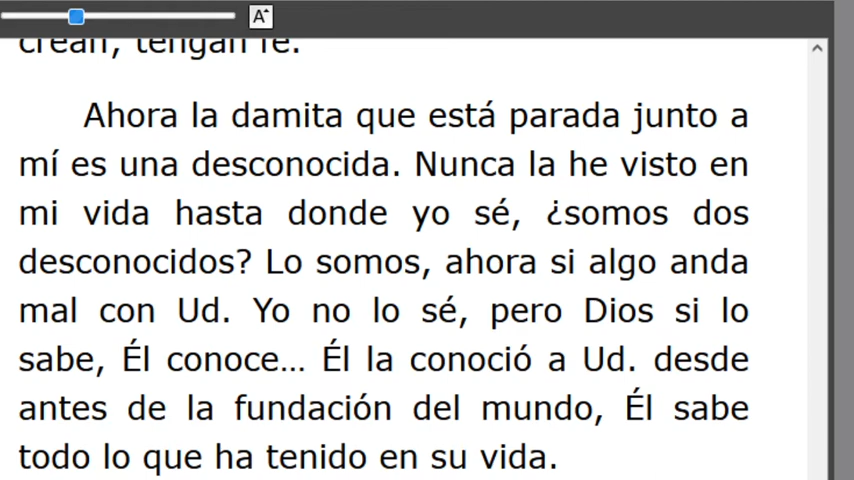 A
crean, tengan fe.
Ahora la damita que está parada junto a
mí es una desconocida. Nunca la he visto en
mi vida hasta donde yo sé, ¿somos dos
desconocidos? Lo somos, ahora si algo anda
mal con Ud. Yo no lo sé, pero Dios si lo
sabe, Él conoce... Él la conoció a Ud. desde
antes de la fundación del mundo, Él sabe
todo lo que ha tenido en su vida.